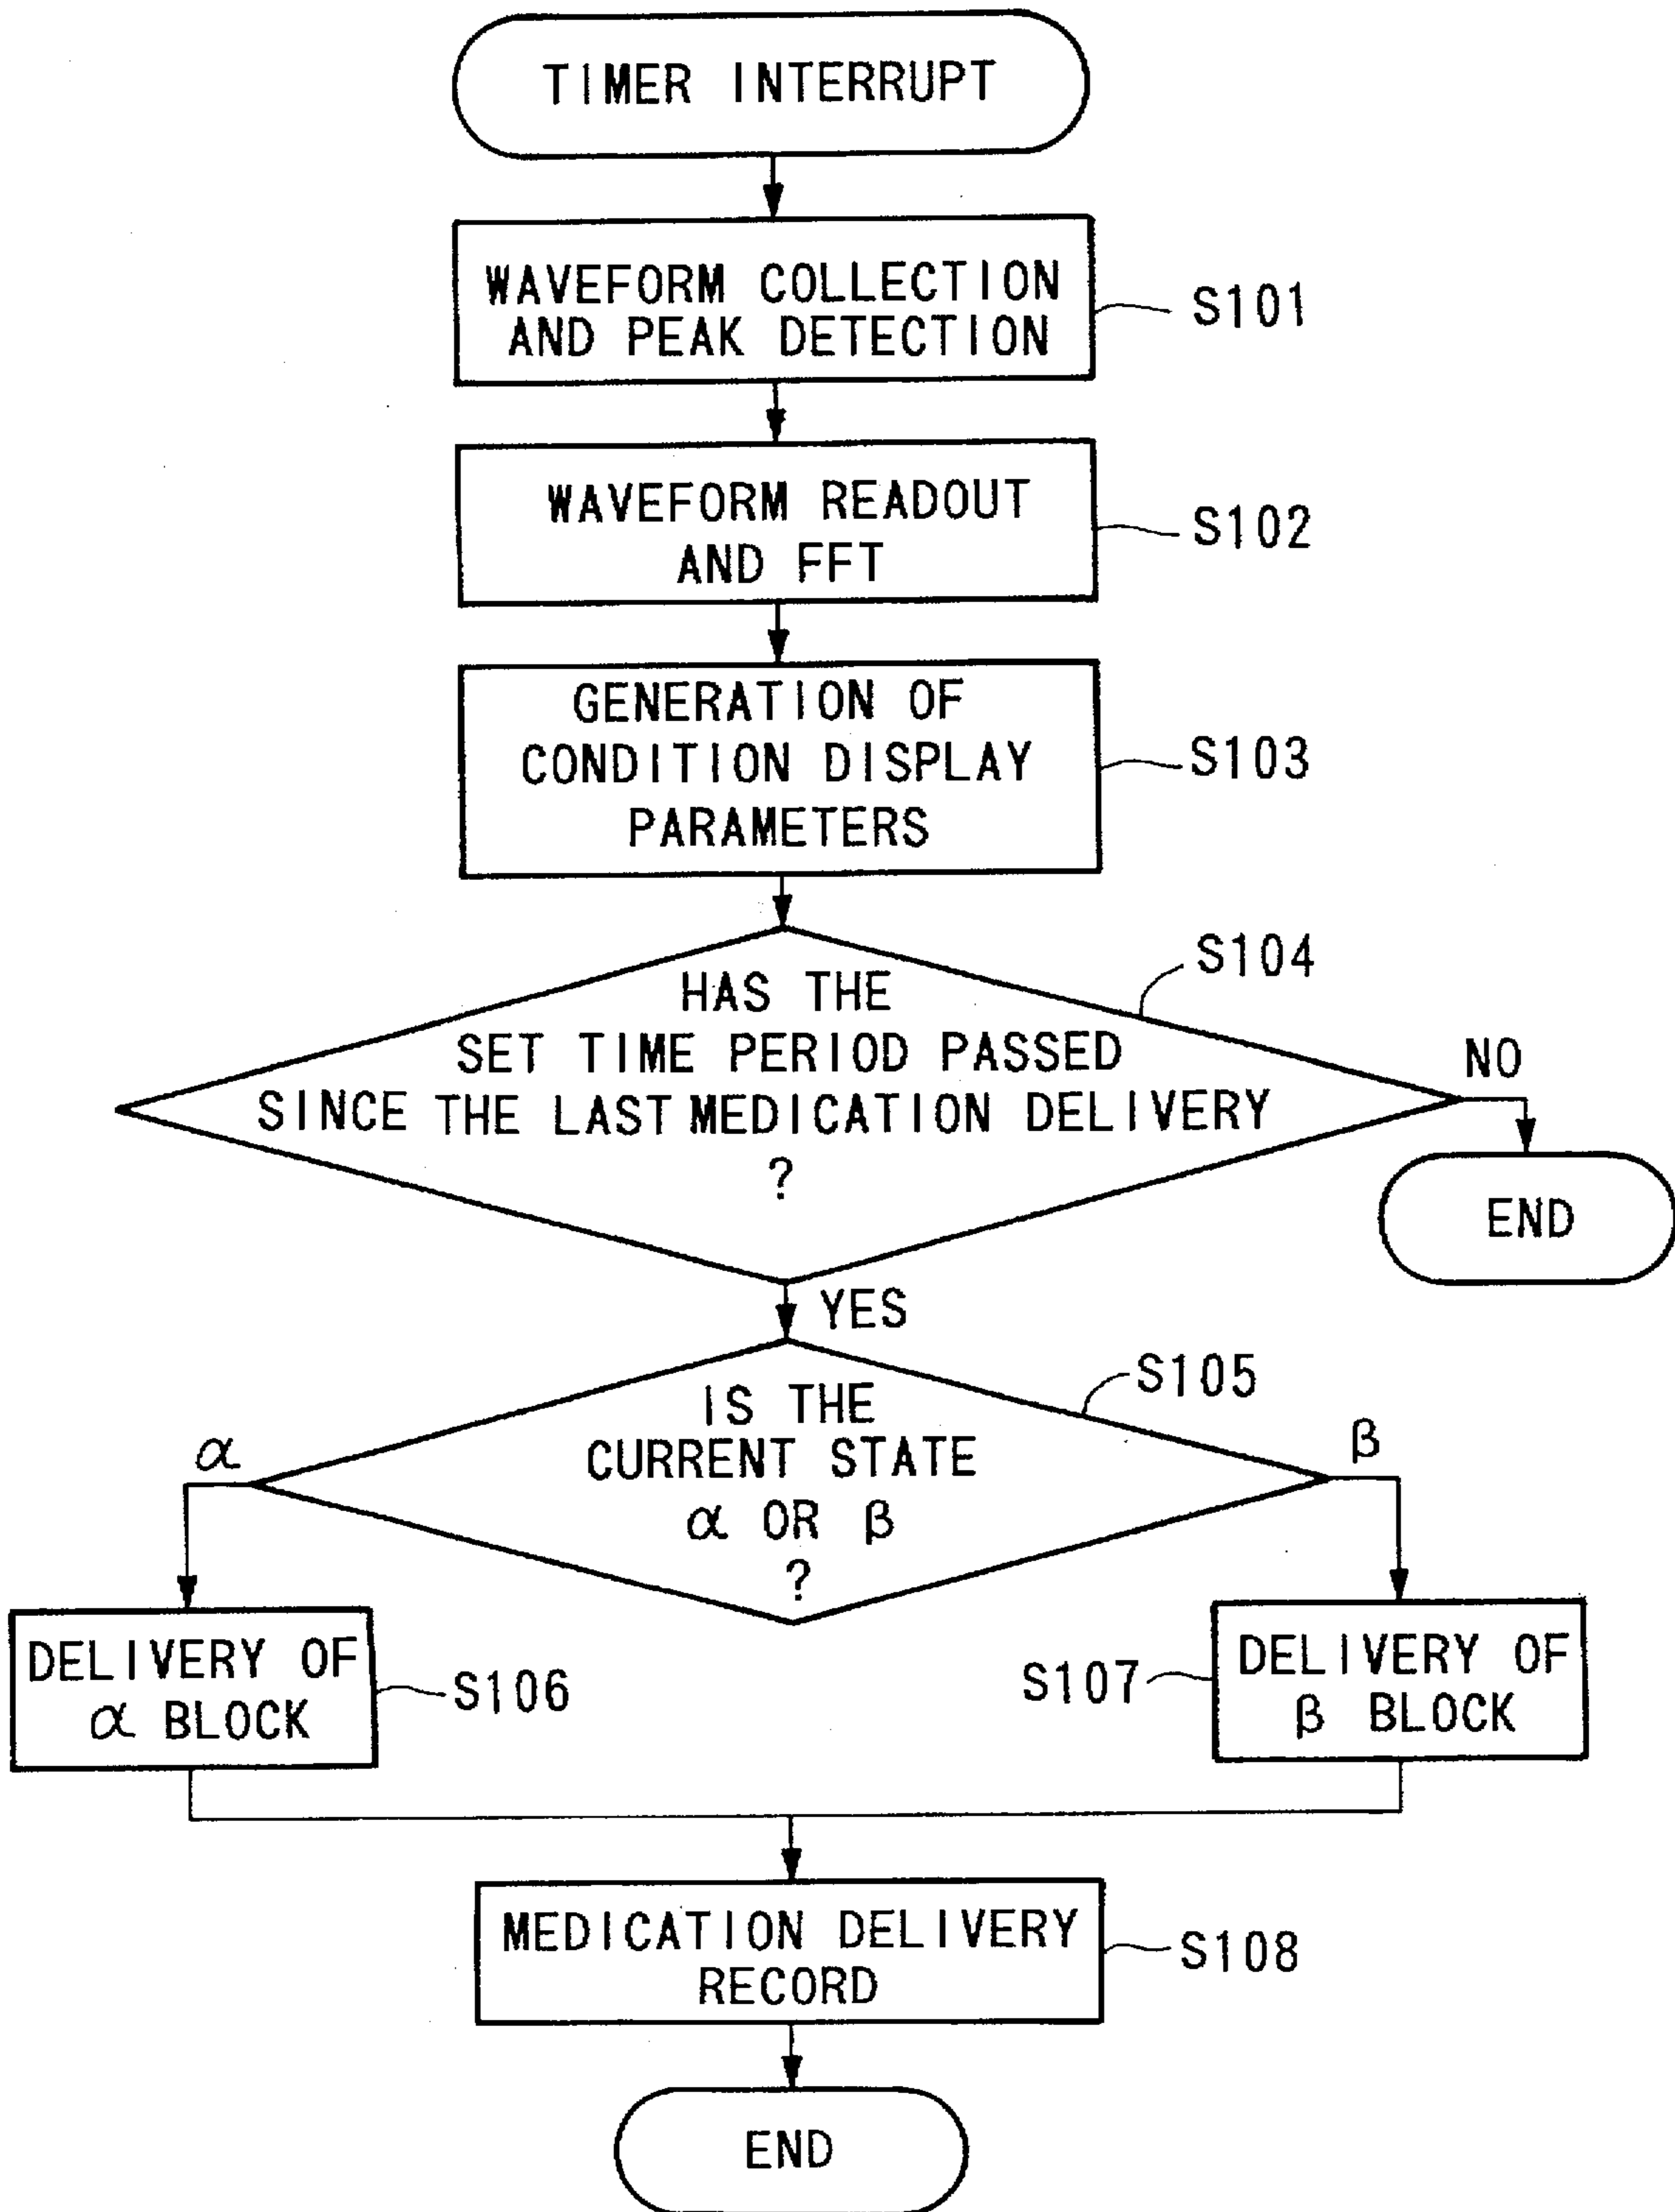 TIMER INTERRUPT
WAVEFORM COLLECTION
AND PEAK DETECTION
S101
WAVEFORM READOUT
AND FFT
S102
GENERATION OF
CONDITION DISPLAY
PARAMETERS
S103
HAS THE
SET TIME PERIOD PASSED
SINCE THE LAST MEDICATION DELIVERY
?
S104
NO
END
YES
IS THE
CURRENT STATE
α OR β
?
S105
α
β
DELIVERY OF
α BLOCK
S106
S107
DELIVERY OF
β BLOCK
MEDICATION DELIVERY
RECORD
S108
END